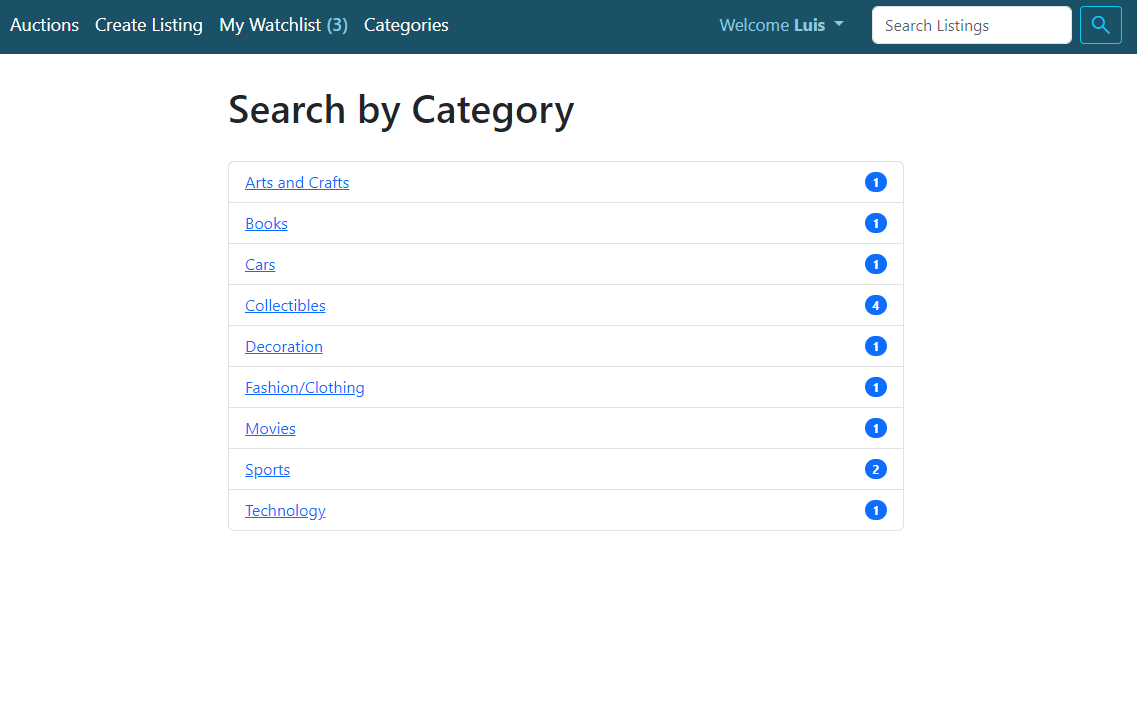 Auctions Create Listing My Watchlist (3) Categories Welcome Luis Search Listings
Search by Category
Arts and Crafts 1
Books 1
Cars 1
Collectibles 4
Decoration 1
Fashion/Clothing 1
Movies 1
Sports 2
Technology 1